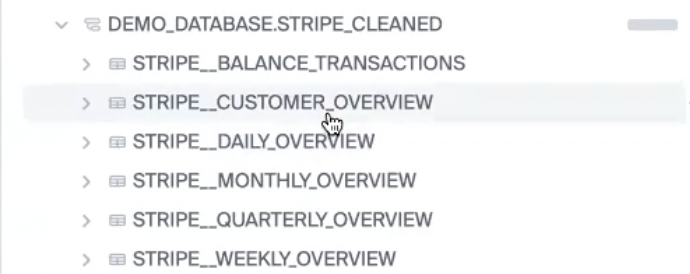 DEMO_DATABASE.STRIPE_CLEANED
STRIPE__BALANCE_TRANSACTIONS
STRIPE__CUSTOMER_OVERVIEW
STRIPE__DAILY_OVERVIEW
STRIPE__MONTHLY_OVERVIEW
STRIPE__QUARTERLY_OVERVIEW
STRIPE__WEEKLY_OVERVIEW